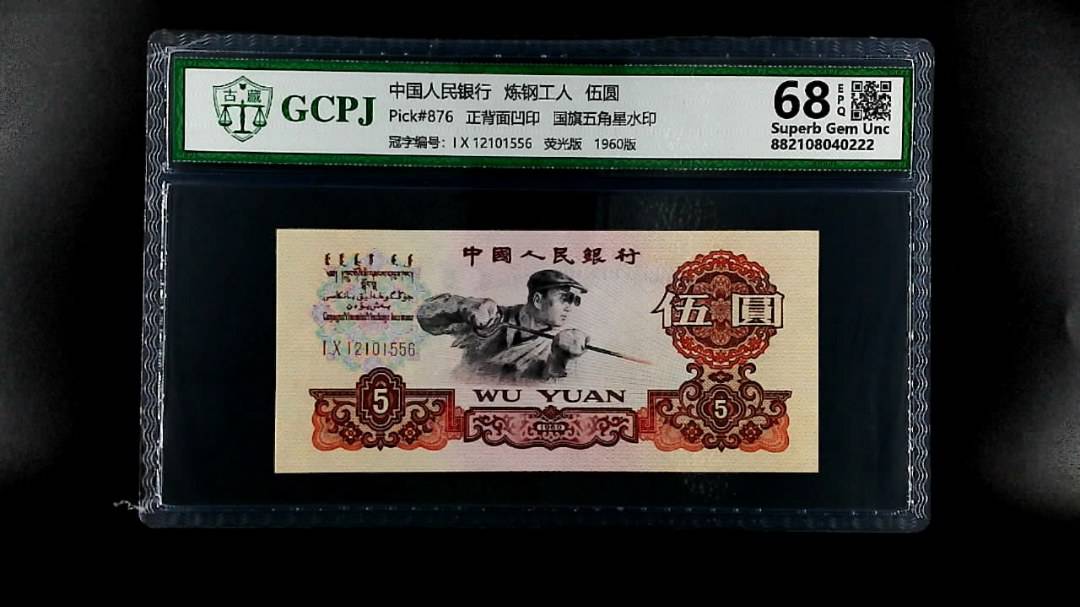 古藏
GCPJ
中国人民银行 炼钢工人 伍圆
Pick#876 正背面凹印 国旗五角星水印
冠字编号: I X 12101556 荧光版 1960版
68 EPQ
Superb Gem Unc
882108040222
中國人民銀行
伍圓
I X 12101556
5
WU YUAN
1960
5